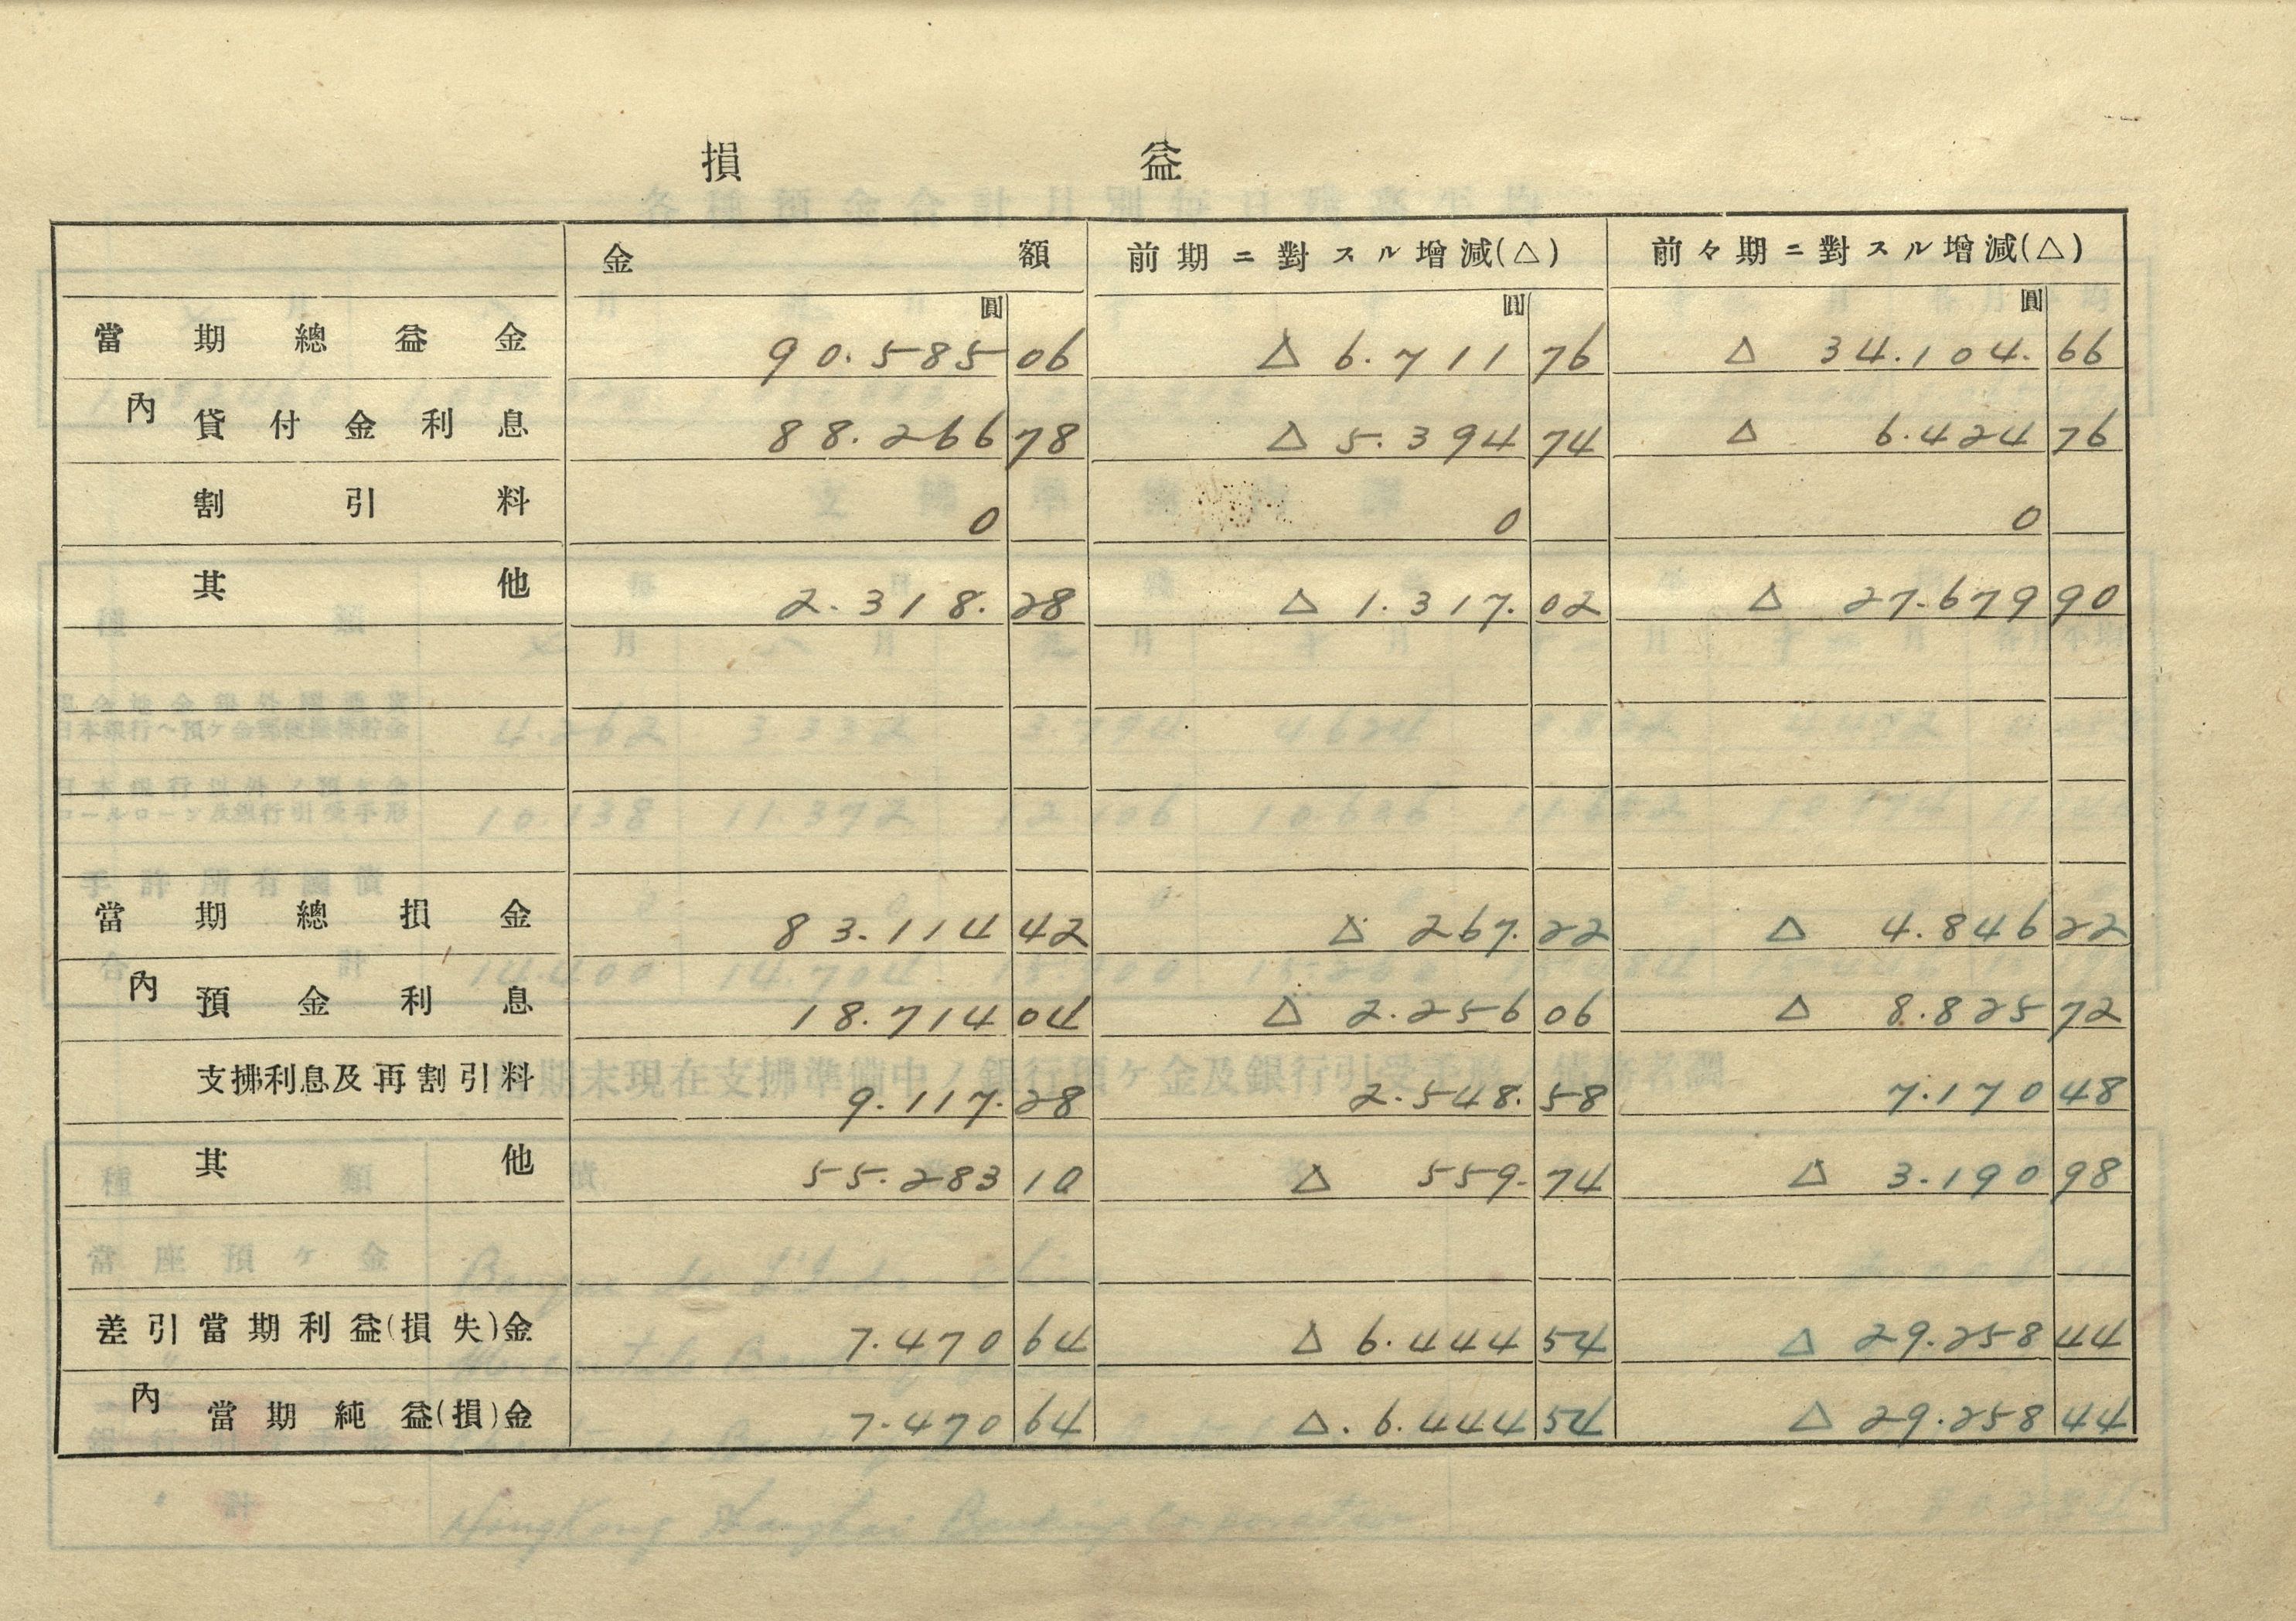 損益
金額 前期ニ對スル增減(△) 前々期ニ對スル增減(△)
圓 圓 圓
當期總益金 90.585 06 △ 6.711 76 △ 34.104. 66
內 貸付金利息 88.266 78 △ 5.394 74 △ 6.424 76
割引料 0 0 0
其他 2.318. 28 △ 1.317. 02 △ 27.679 90
當期總損金 83.114 42 △ 267. 22 △ 4.846 22
內 預金利息 18.714 04 △ 2.256 06 △ 8.825 72
支拂利息及再割引料 9.117. 28 2.548. 58 7.170 48
其他 55.283 10 △ 559. 74 △ 3.190 98
差引當期利益(損失)金 7.470 64 △ 6.444 54 △ 29.258 44
內 當期純益(損)金 7.470 64 △. 6.444 54 △ 29.258 44